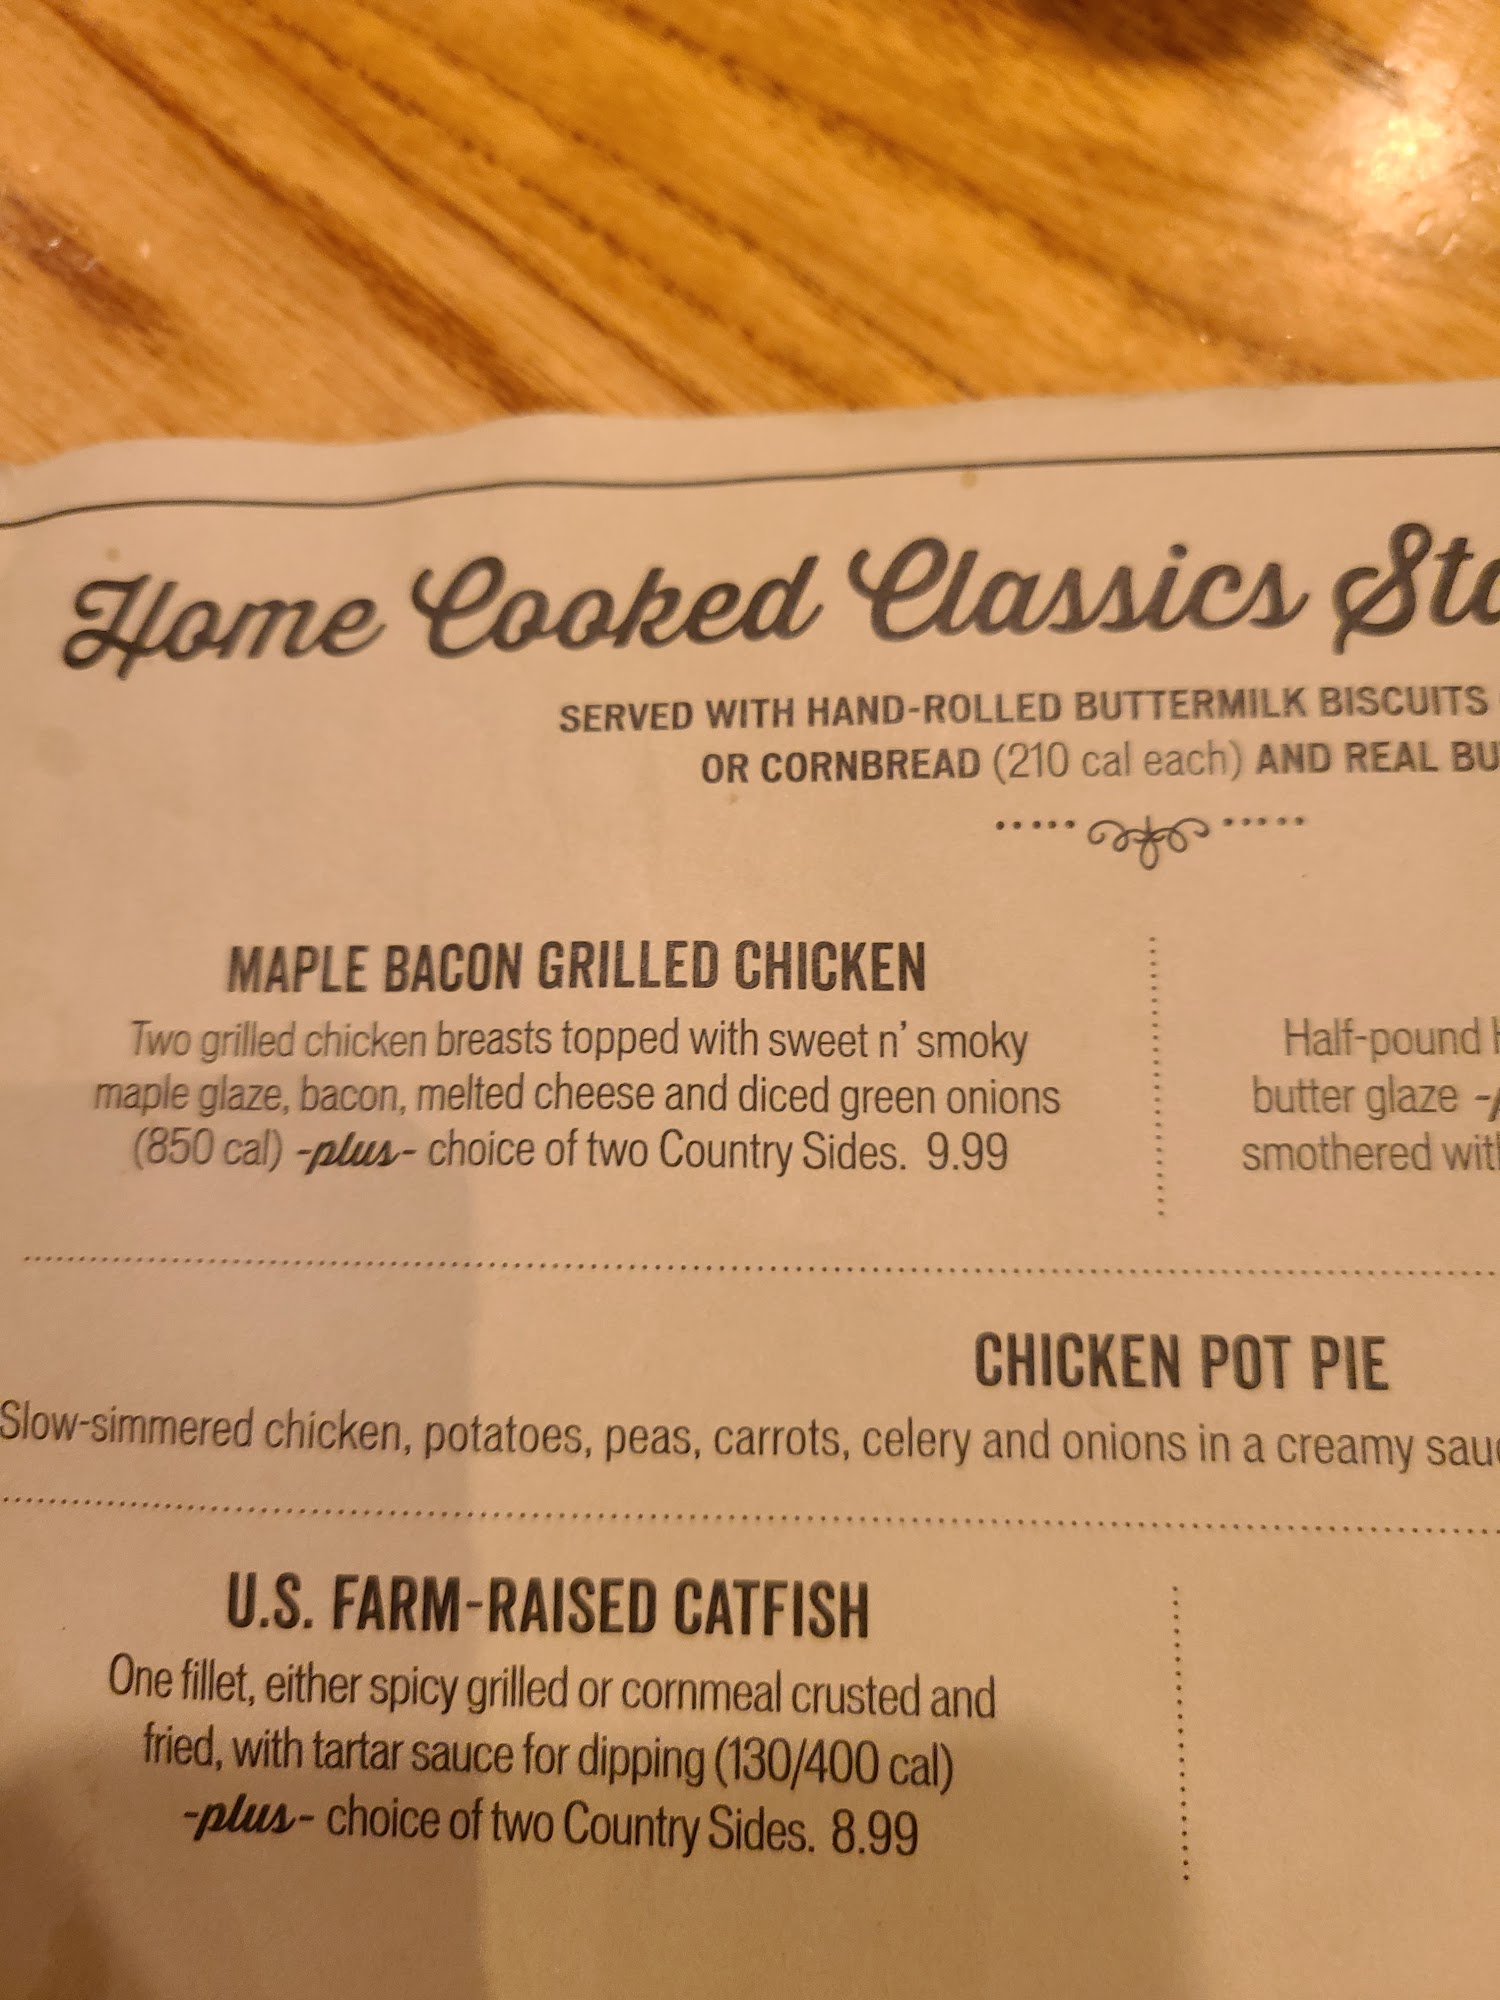 Home Cooked Classics
SERVED WITH HAND-ROLLED BUTTERMILK BISCUITS
OR CORNBREAD (210 cal each) AND REAL
MAPLE BACON GRILLED CHICKEN
Two grilled chicken breasts topped with sweet n' smoky
maple glaze, bacon, melted cheese and diced green onions
(850 cal) -plus- choice of two Country Sides. 9.99
Half-pound
butter glaze
smothered
CHICKEN POT PIE
Slow-simmered chicken, potatoes, peas, carrots, celery and onions in a creamy
U.S. FARM-RAISED CATFISH
One fillet, either spicy grilled or cornmeal crusted and
fried, with tartar sauce for dipping (130/400 cal)
-plus- choice of two Country Sides. 8.99